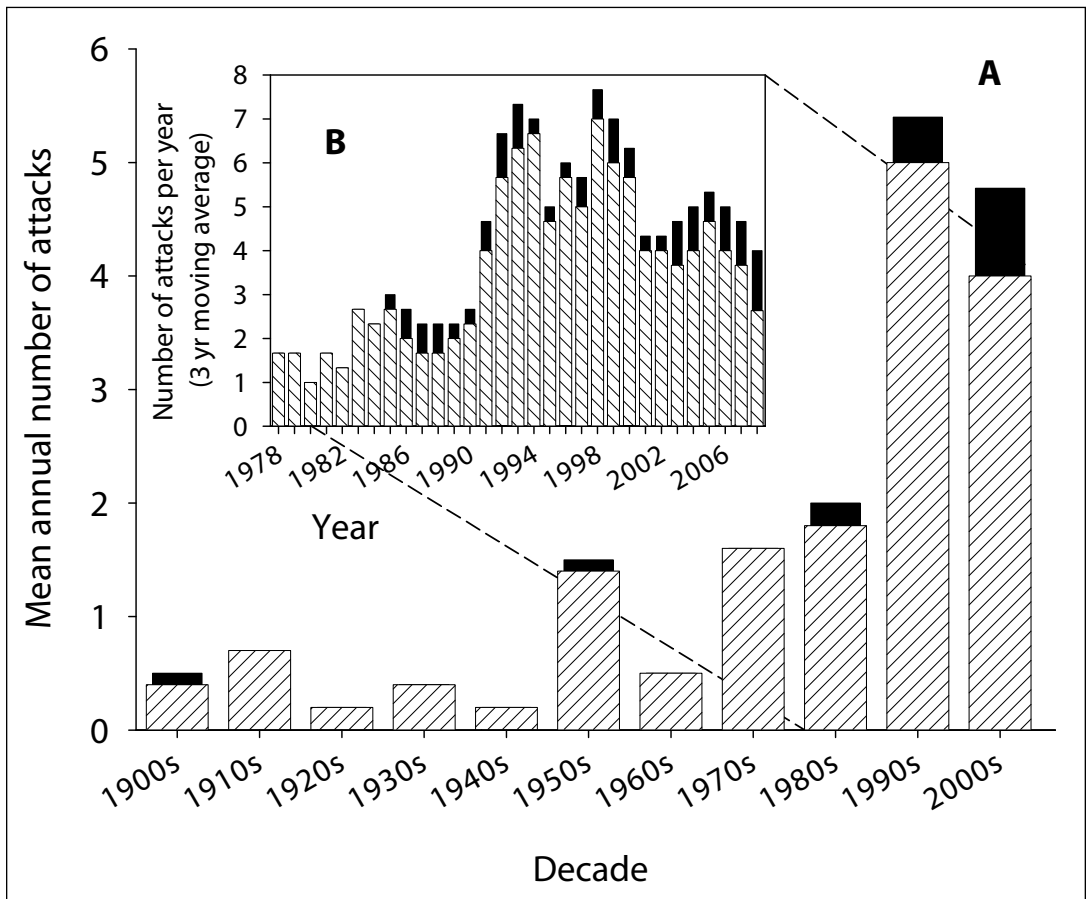 A
Mean annual number of attacks
6
5
4
3
2
1
0
B
Number of attacks per year
(3 yr moving average)
8
7
6
5
4
3
2
1
0
1978
1982
1986
1990
1994
1998
2002
2006
Year
1900s
1910s
1920s
1930s
1940s
1950s
1960s
1970s
1980s
1990s
2000s
Decade